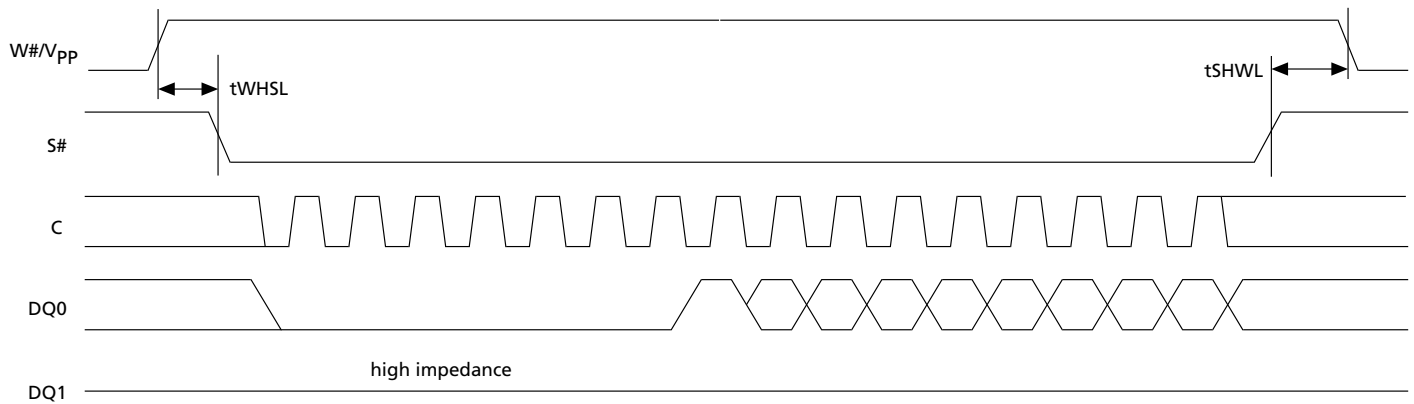 W#/VPP
tSHWL
tWHSL
S#
C
DQ0
high impedance
DQ1